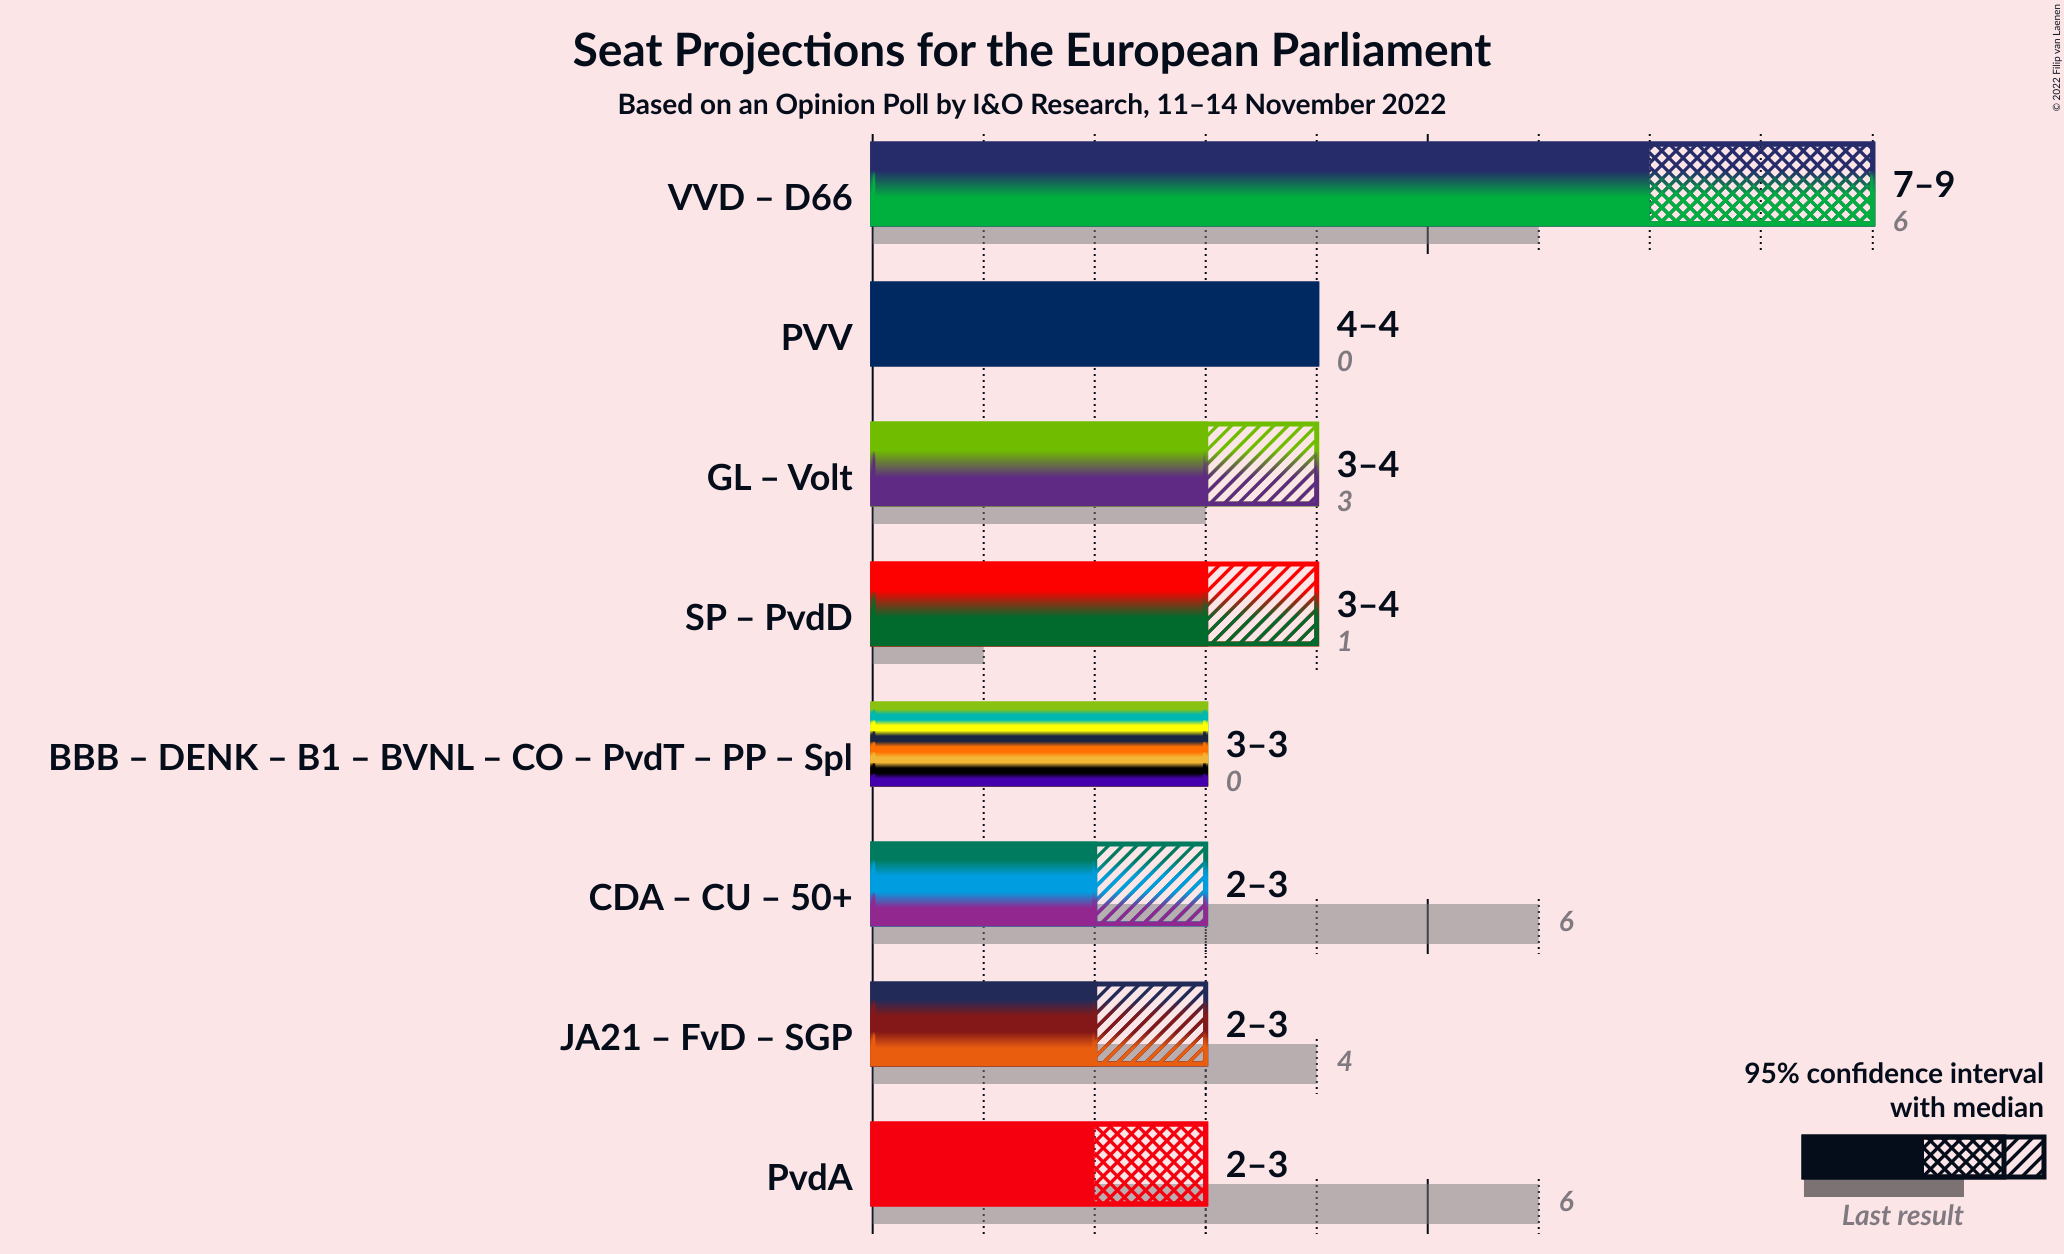 Seat Projections for the European Parliament
Based on an Opinion Poll by I&O Research, 11–14 November 2022
© 2022 Filip van Laenen
VVD – D66
7–9
6
PVV
4–4
0
GL – Volt
3–4
3
SP – PvdD
3–4
1
BBB – DENK – B1 – BVNL – CO – PvdT – PP – Spl
3–3
0
CDA – CU – 50+
2–3
6
JA21 – FvD – SGP
2–3
4
PvdA
2–3
6
95% confidence interval
with median
Last result